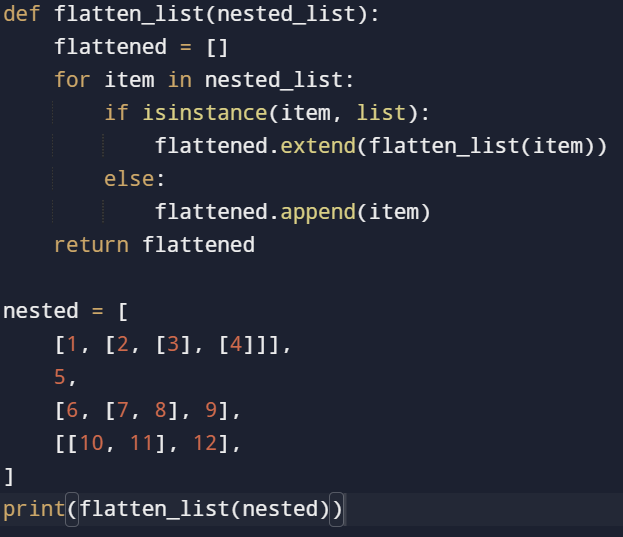 def flatten_list(nested_list):
    flattened = []
    for item in nested_list:
        if isinstance(item, list):
            flattened.extend(flatten_list(item))
        else:
            flattened.append(item)
    return flattened

nested = [
    [1, [2, [3], [4]]],
    5,
    [6, [7, 8], 9],
    [[10, 11], 12],
]
print(flatten_list(nested))